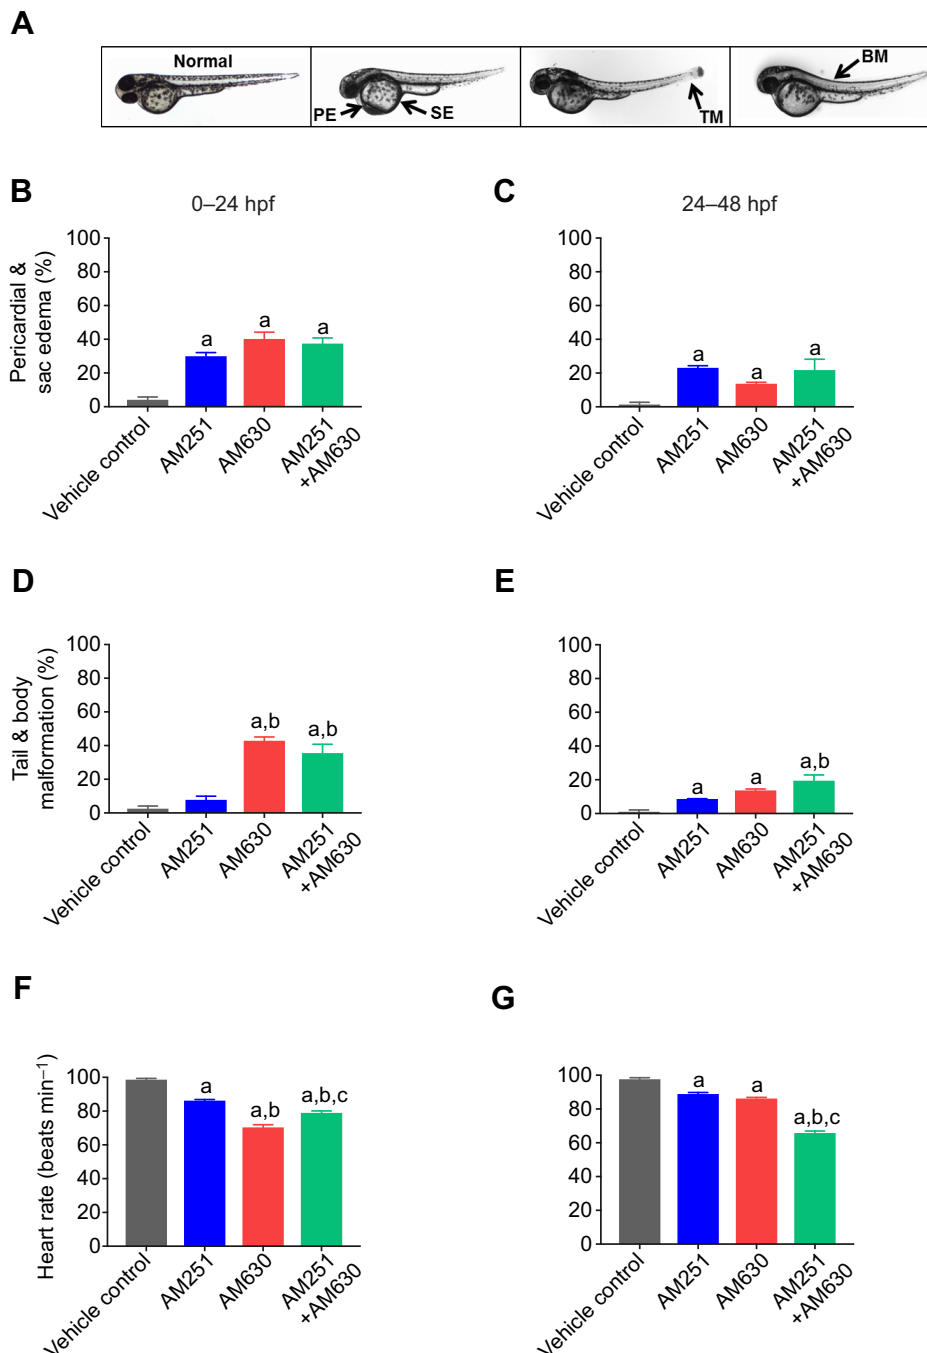 A
Normal
PE
SE
TM
BM
B
0–24 hpf
C
24–48 hpf
Pericardial &
sac edema (%)
100
80
60
40
20
0
a
a
a
Vehicle control
AM251
AM630
AM251
+AM630
100
80
60
40
20
0
a
a
a
Vehicle control
AM251
AM630
AM251
+AM630
D
E
Tail & body
malformation (%)
100
80
60
40
20
0
a,b
a,b
Vehicle control
AM251
AM630
AM251
+AM630
100
80
60
40
20
0
a
a
a,b
Vehicle control
AM251
AM630
AM251
+AM630
F
G
Heart rate (beats min⁻¹)
100
80
60
40
20
0
a
a,b
a,b,c
Vehicle control
AM251
AM630
AM251
+AM630
100
80
60
40
20
0
a
a
a,b,c
Vehicle control
AM251
AM630
AM251
+AM630